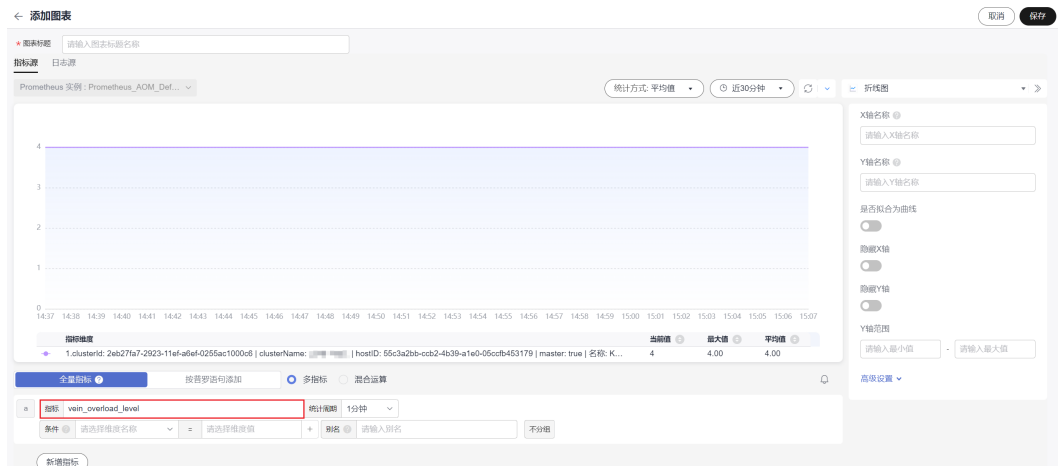 ← 添加图表 取消 保存
* 图表标题 请输入图表标题名称
指标源 日志源
Prometheus 实例 : Prometheus_AOM_Def... 统计方式: 平均值 近30分钟 折线图
X轴名称
请输入X轴名称
Y轴名称
请输入Y轴名称
是否拟合为曲线
隐藏X轴
隐藏Y轴
Y轴范围
请输入最小值 - 请输入最大值
高级设置
4
3
2
1
0
14:37 14:38 14:39 14:40 14:41 14:42 14:43 14:44 14:45 14:46 14:47 14:48 14:49 14:50 14:51 14:52 14:53 14:54 14:55 14:56 14:57 14:58 14:59 15:00 15:01 15:02 15:03 15:04 15:05 15:06 15:07
指标维度 当前值 最大值 平均值
1.clusterId: 2eb27fa7-2923-11ef-a6ef-0255ac1000c6 | clusterName: | hostID: 55c3a2bb-ccb2-4b39-a1e0-05ccfb453179 | master: true | 名称: K... 4 4.00 4.00
全量指标 按普罗语句添加 多指标 混合运算
a 指标 vein_overload_level 统计周期 1分钟
条件 请选择维度名称 = 请选择维度值 + 别名 请输入别名 不分组
新增指标